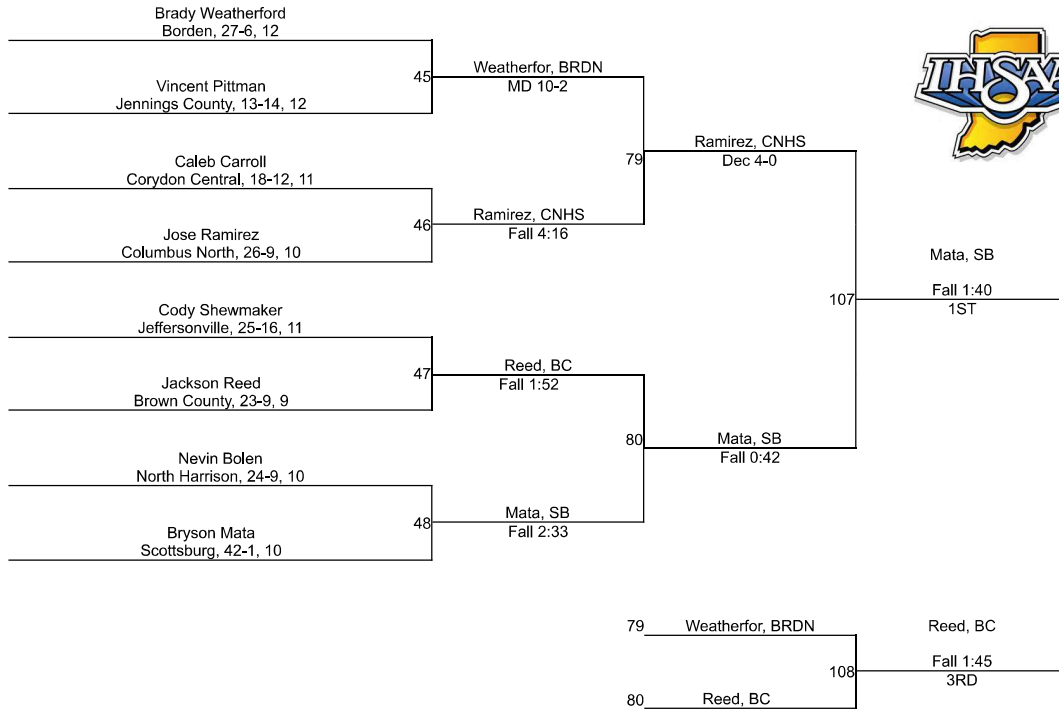 Brady Weatherford
Borden, 27-6, 12
45
Vincent Pittman
Jennings County, 13-14, 12
Weatherfor, BRDN
MD 10-2
79
Caleb Carroll
Corydon Central, 18-12, 11
46
Jose Ramirez
Columbus North, 26-9, 10
Ramirez, CNHS
Fall 4:16
Ramirez, CNHS
Dec 4-0
107
Cody Shewmaker
Jeffersonville, 25-16, 11
47
Jackson Reed
Brown County, 23-9, 9
Reed, BC
Fall 1:52
80
Nevin Bolen
North Harrison, 24-9, 10
48
Bryson Mata
Scottsburg, 42-1, 10
Mata, SB
Fall 2:33
Mata, SB
Fall 0:42
Mata, SB
Fall 1:40
1ST
79
Weatherfor, BRDN
108
80
Reed, BC
Reed, BC
Fall 1:45
3RD
IHSAA